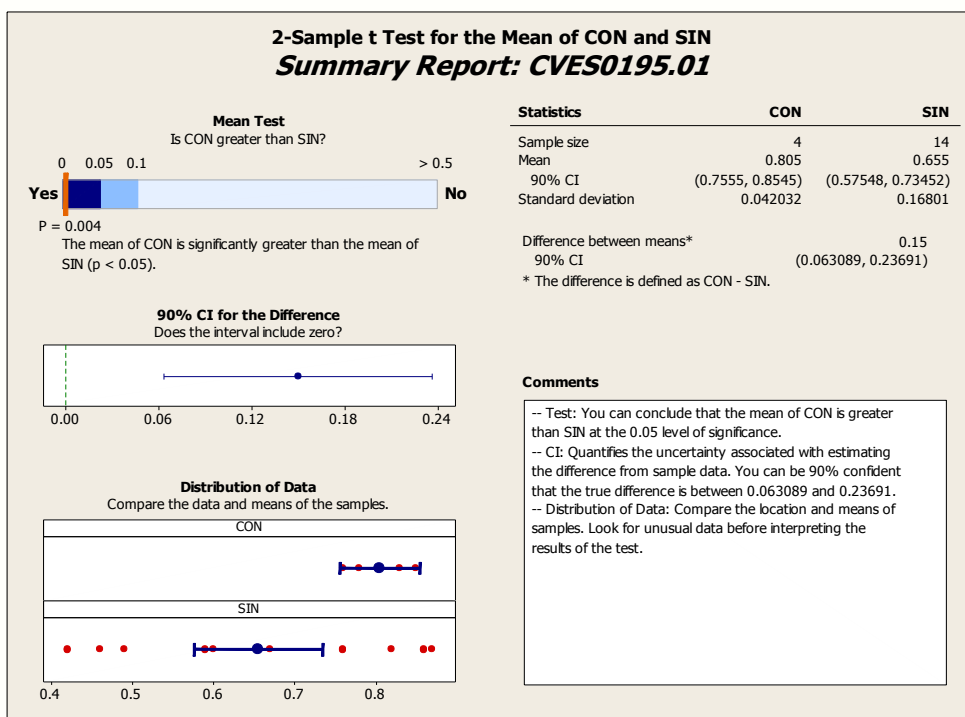 2-Sample t Test for the Mean of CON and SIN
Summary Report: CVES0195.01
Mean Test
Is CON greater than SIN?
0 0.05 0.1 > 0.5
Yes No
P = 0.004
The mean of CON is significantly greater than the mean of
SIN (p < 0.05).
90% CI for the Difference
Does the interval include zero?
0.00 0.06 0.12 0.18 0.24
Distribution of Data
Compare the data and means of the samples.
CON
SIN
0.4 0.5 0.6 0.7 0.8
Statistics CON SIN
Sample size 4 14
Mean 0.805 0.655
90% CI (0.7555, 0.8545) (0.57548, 0.73452)
Standard deviation 0.042032 0.16801
Difference between means* 0.15
90% CI (0.063089, 0.23691)
* The difference is defined as CON - SIN.
Comments
-- Test: You can conclude that the mean of CON is greater
than SIN at the 0.05 level of significance.
-- CI: Quantifies the uncertainty associated with estimating
the difference from sample data. You can be 90% confident
that the true difference is between 0.063089 and 0.23691.
-- Distribution of Data: Compare the location and means of
samples. Look for unusual data before interpreting the
results of the test.